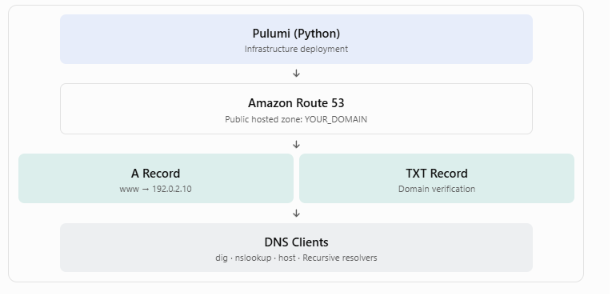 Pulumi (Python)
Infrastructure deployment
Amazon Route 53
Public hosted zone: YOUR_DOMAIN
A Record
www → 192.0.2.10
TXT Record
Domain verification
DNS Clients
dig · nslookup · host · Recursive resolvers